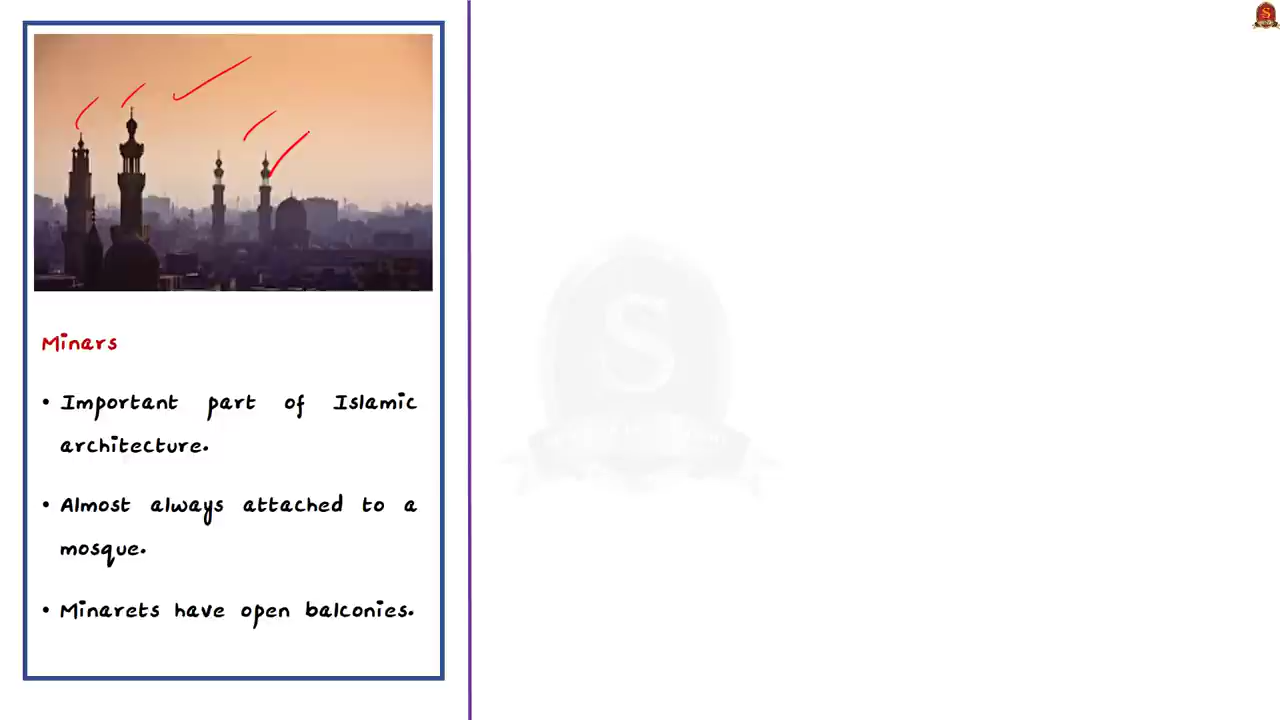 Minars
• Important part of Islamic
architecture.
• Almost always attached to a
mosque.
• Minarets have open balconies.
S
S